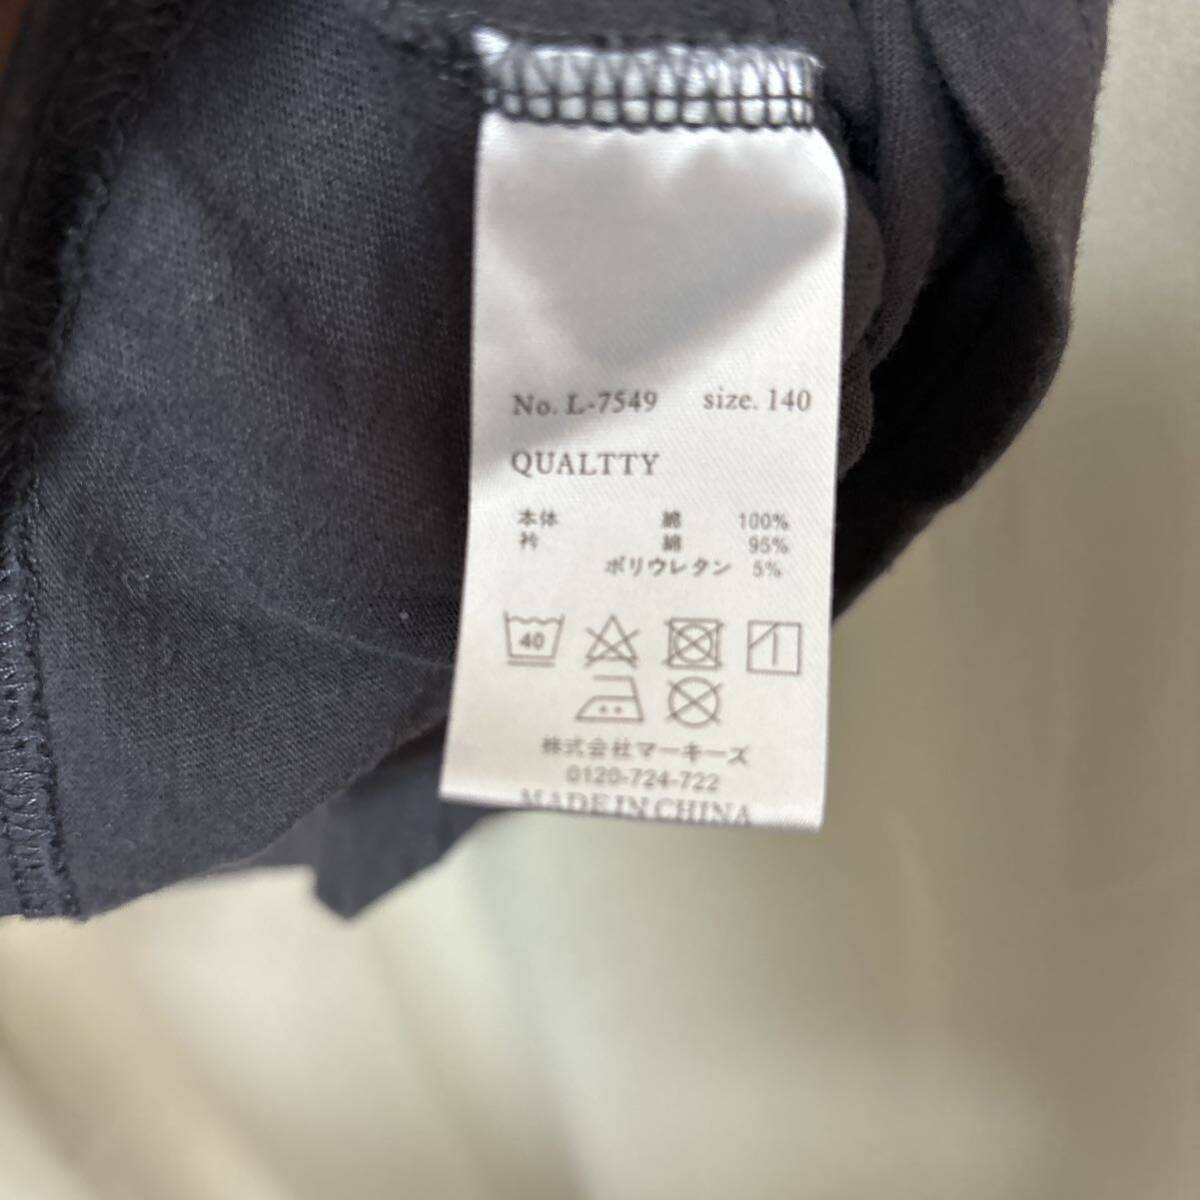 No. L-7549 size. 140
QUALTTY
本体 綿 100%
衿 綿 95%
ポリウレタン 5%
40
株式会社マーキーズ
0120-724-722
MADE IN CHINA